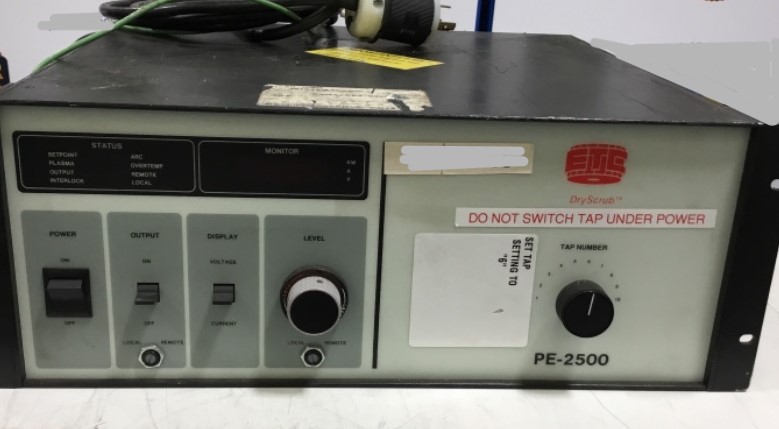 STATUS
SETPOINT ARC
PLASMA OVERTEMP
OUTPUT REMOTE
INTERLOCK LOCAL
MONITOR
ETC
DryScrub™
DO NOT SWITCH TAP UNDER POWER
POWER
ON
OFF
OUTPUT
ON
OFF
LOCAL REMOTE
DISPLAY
VOLTAGE
CURRENT
LEVEL
LOCAL REMOTE
SET TAP
SETTING TO
"6"
TAP NUMBER
PE-2500